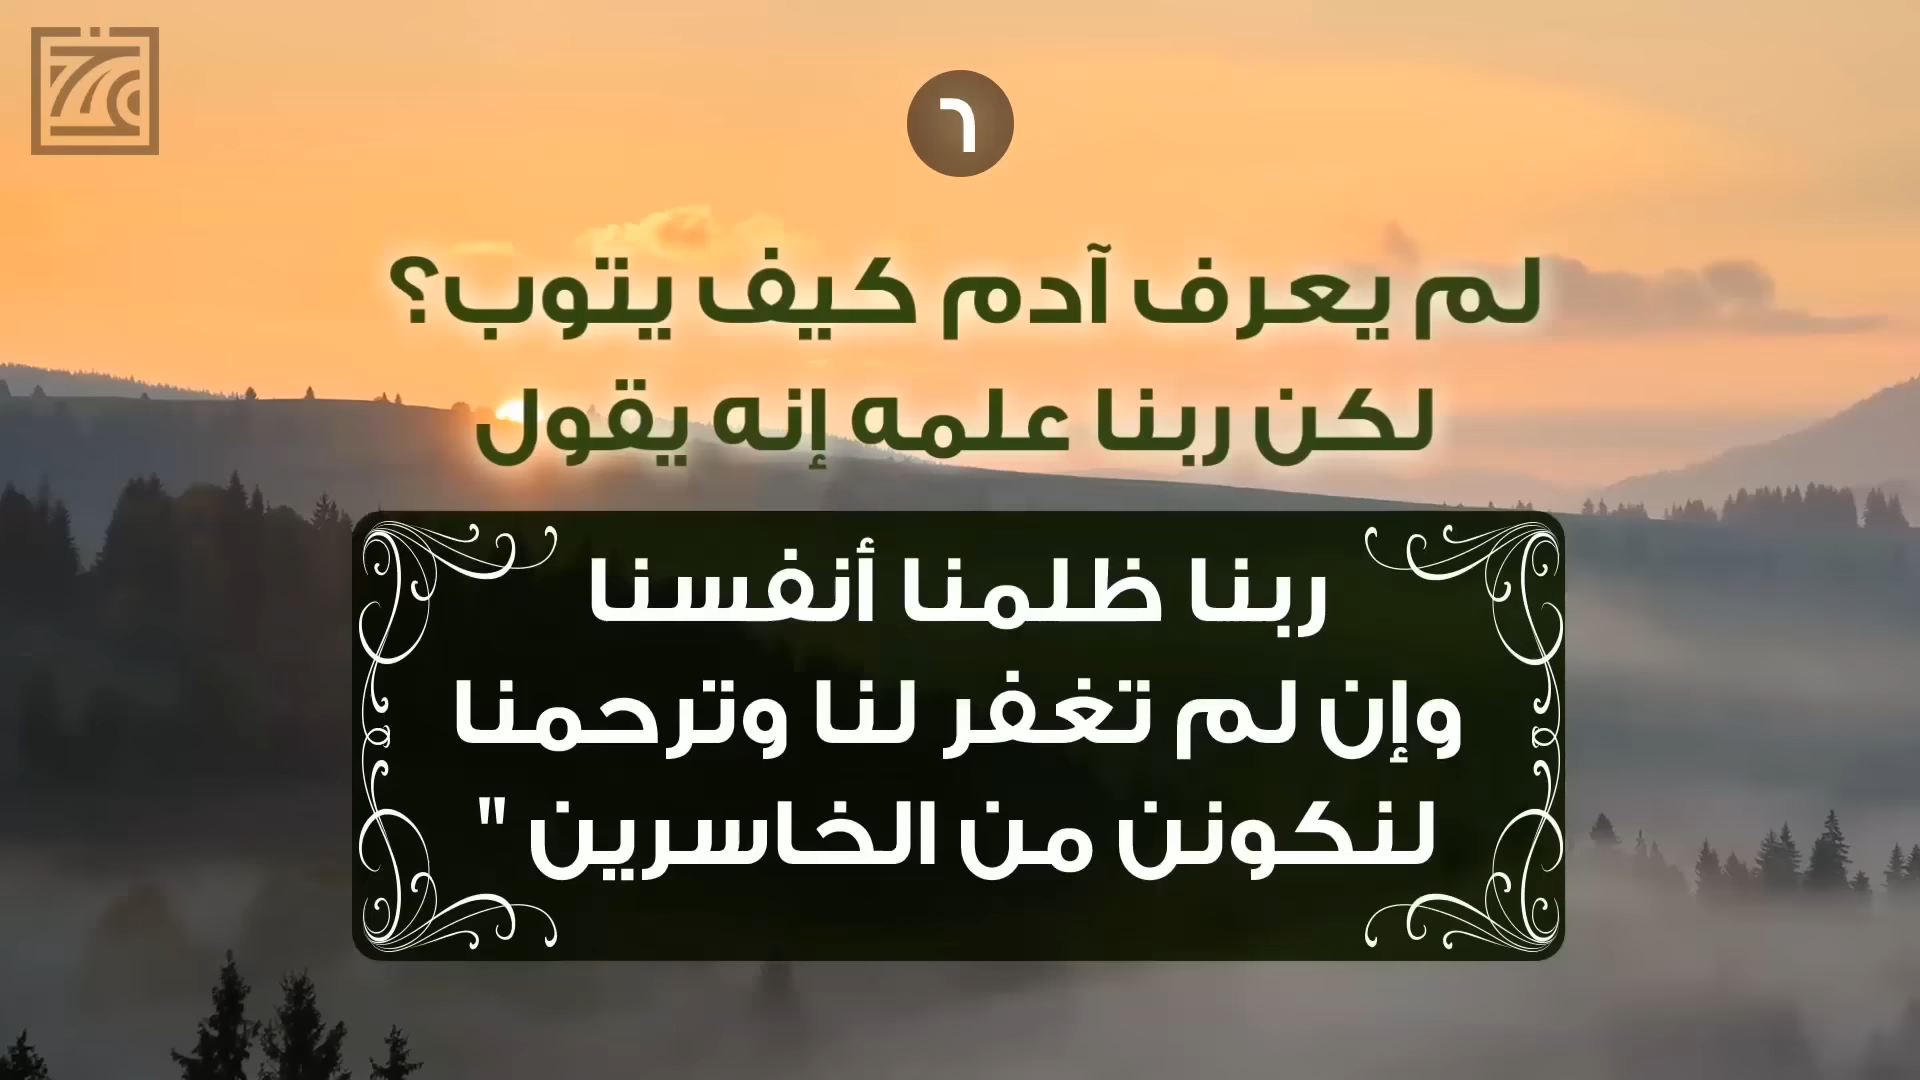 ٦
لم يعرف آدم كيف يتوب؟
لكن ربنا علمه إنه يقول
ربنا ظلمنا أنفسنا
وإن لم تغفر لنا وترحمنا
لنكونن من الخاسرين "